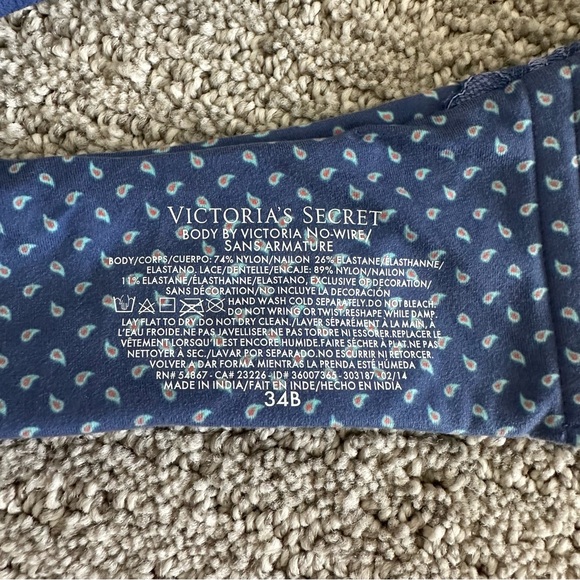 VICTORIA'S SECRET
BODY BY VICTORIA NO-WIRE/
SANS ARMATURE
BODY/CORPS/CUERPO: 74% NYLON/NAILON 26% ELASTANE/ÉLASTHANNE/
ELASTANO. LACE/DENTELLE/ENCAJE: 89% NYLON/NAILON
11% ELASTANE/ÉLASTHANNE/ELASTANO, EXCLUSIVE OF DECORATION/
SANS DÉCORATION/NO INCLUYE LA DECORACIÓN
HAND WASH COLD SEPARATELY.DO NOT BLEACH.
DO NOT WRING OR TWIST.RESHAPE WHILE DAMP.
LAY FLAT TO DRY.DO NOT DRY CLEAN./LAVER SÉPARÉMENT À LA MAIN, À
L'EAU FROIDE.NE PAS JAVELLISER.NE PAS TORDRE NI ESSORER.REPLACER LE
VÊTEMENT LORSQU'IL EST ENCORE HUMIDE.FAIRE SÉCHER À PLAT.NE PAS
NETTOYER À SEC./LAVAR POR SEPARADO.NO ESCURRIR NI RETORCER.
VOLVER A DAR FORMA MIENTRAS LA PRENDA ESTÉ HÚMEDA
RN# 54867 - CA# 23226 - ID# 36007365 - 303187 - 02/14
MADE IN INDIA/FAIT EN INDE/HECHO EN INDIA
34B